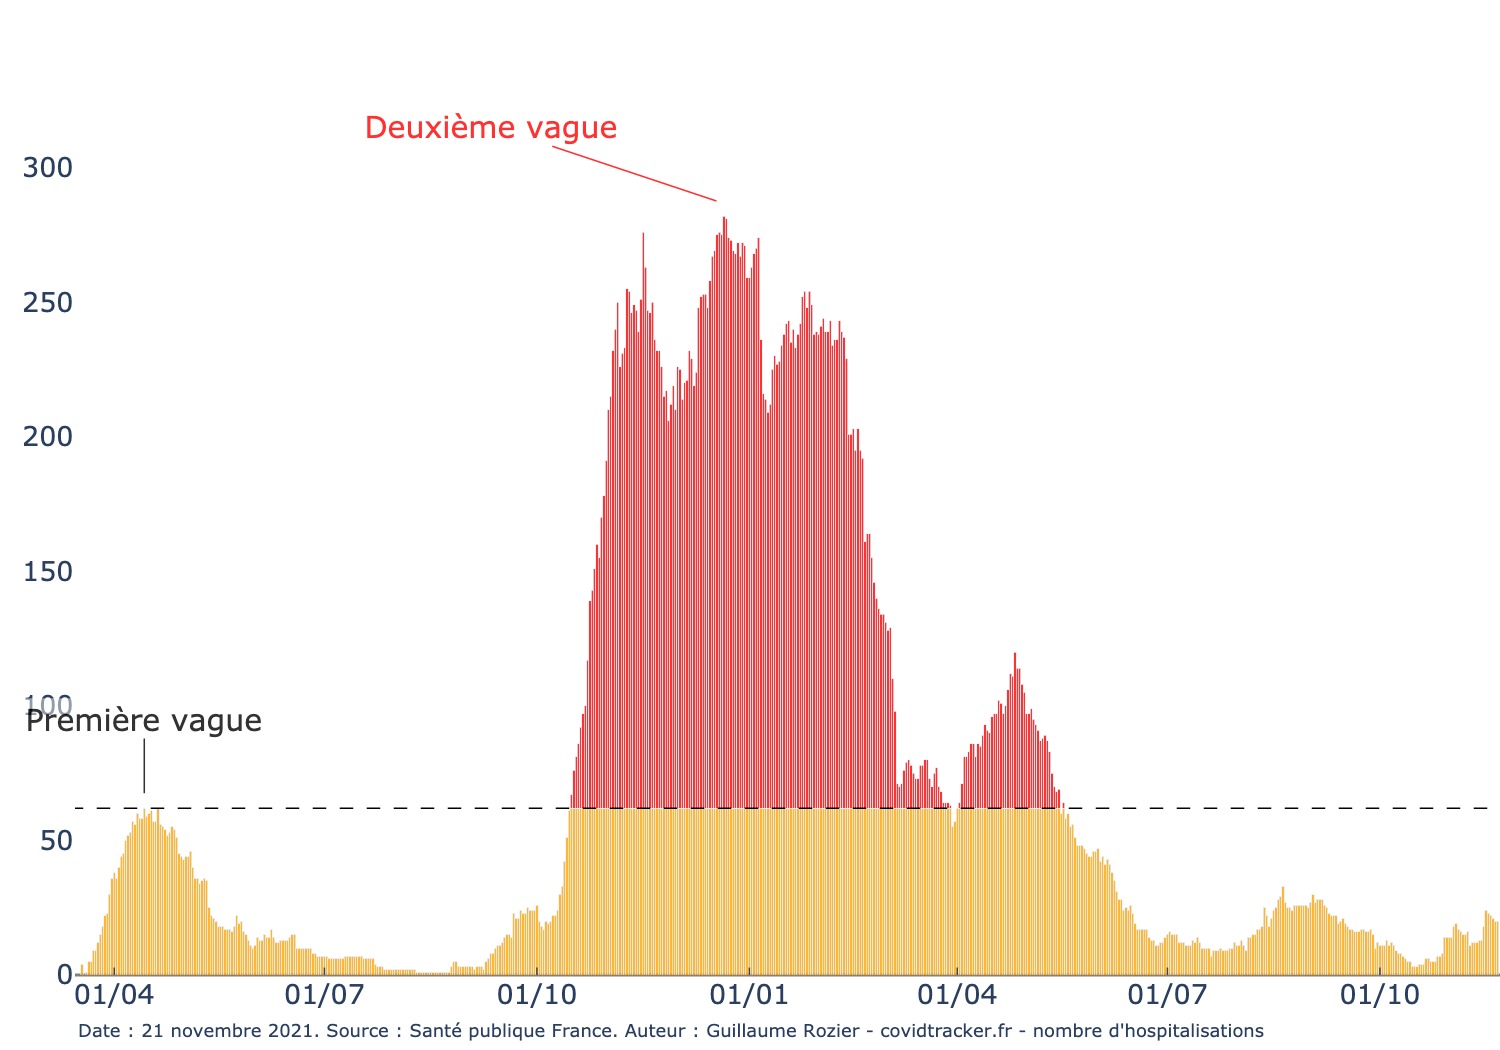 Deuxième vague
300
250
200
150
100
Première vague
50
0
01/04 01/07 01/10 01/01 01/04 01/07 01/10
Date : 21 novembre 2021. Source : Santé publique France. Auteur : Guillaume Rozier - covidtracker.fr - nombre d'hospitalisations